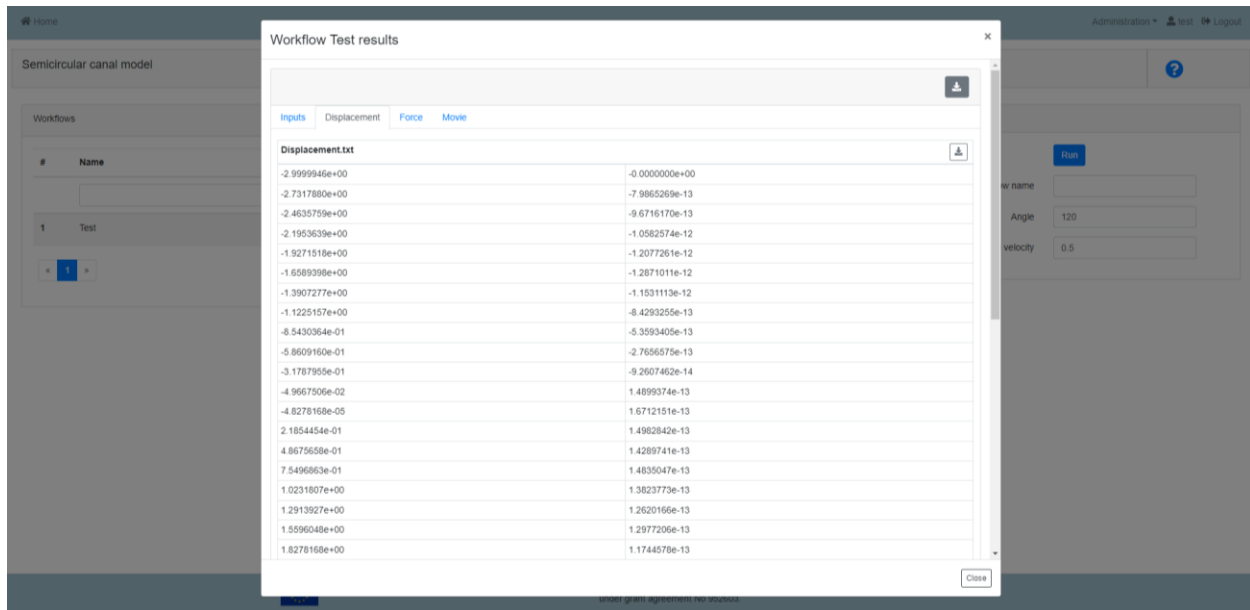 Home
Administration
test
Logout
Workflow Test results
×
Semicircular canal model
?
Workflows
Inputs Displacement Force Movie
Displacement.txt
# Name
Run
-2.9999946e+00 -0.0000000e+00
-2.7317880e+00 -7.9865269e-13
w name
-2.4635759e+00 -9.6716170e-13
Angle 120
1 Test
-2.1953639e+00 -1.0582574e-12
-1.9271518e+00 -1.2077261e-12
velocity 0.5
-1.6589398e+00 -1.2871011e-12
« 1 »
-1.3907277e+00 -1.1531113e-12
-1.1225157e+00 -8.4293255e-13
-8.5430364e-01 -5.3593405e-13
-5.8609160e-01 -2.7656575e-13
-3.1787955e-01 -9.2607462e-14
-4.9667506e-02 1.4899374e-13
-4.8278168e-05 1.6712151e-13
2.1854454e-01 1.4982842e-13
4.8675658e-01 1.4289741e-13
7.5496863e-01 1.4835047e-13
1.0231807e+00 1.3823773e-13
1.2913927e+00 1.2620166e-13
1.5596048e+00 1.2977206e-13
1.8278168e+00 1.1744578e-13
Close
under grant agreement No 952603.